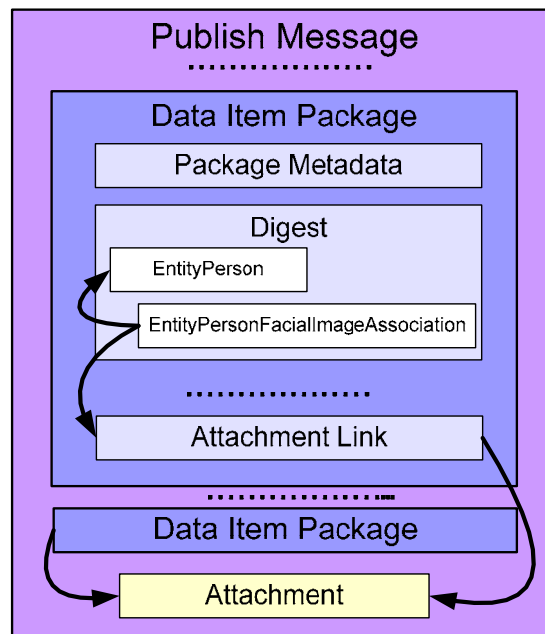 Publish Message
Data Item Package
Package Metadata
Digest
EntityPerson
EntityPersonFacialImageAssociation
Attachment Link
Data Item Package
Attachment